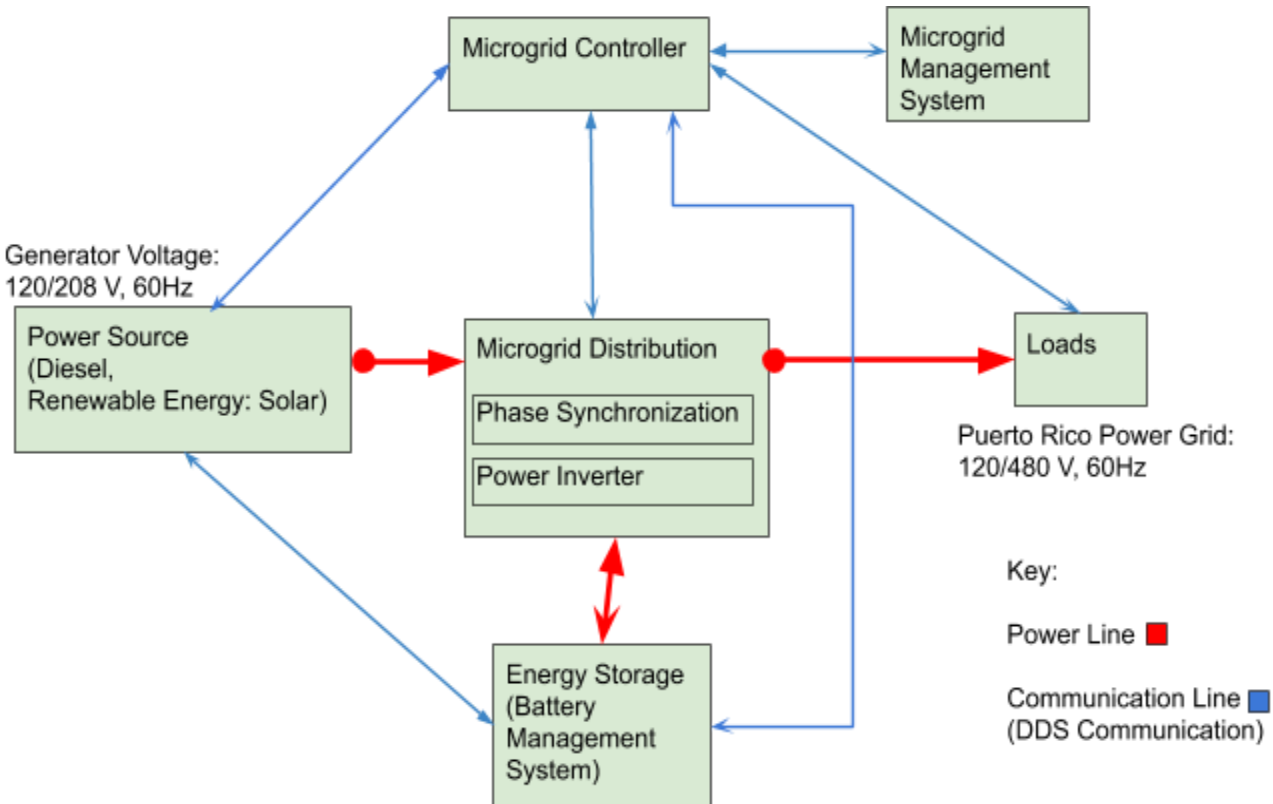 Microgrid Controller
Microgrid
Management
System
Generator Voltage:
120/208 V, 60Hz
Power Source
(Diesel,
Renewable Energy: Solar)
Microgrid Distribution
Phase Synchronization
Power Inverter
Loads
Puerto Rico Power Grid:
120/480 V, 60Hz
Energy Storage
(Battery
Management
System)
Key:
Power Line
Communication Line
(DDS Communication)